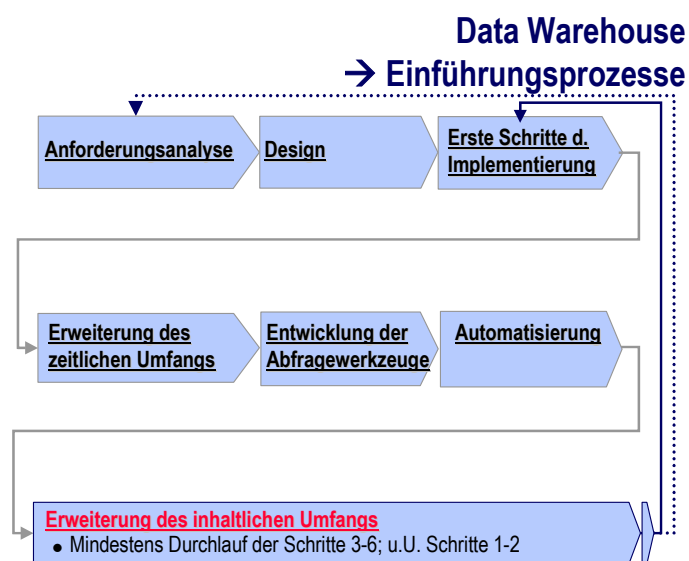 Data Warehouse
→ Einführungsprozesse
Anforderungsanalyse
Design
Erste Schritte d.
Implementierung
Erweiterung des
zeitlichen Umfangs
Entwicklung der
Abfragewerkzeuge
Automatisierung
Erweiterung des inhaltlichen Umfangs
● Mindestens Durchlauf der Schritte 3-6; u.U. Schritte 1-2